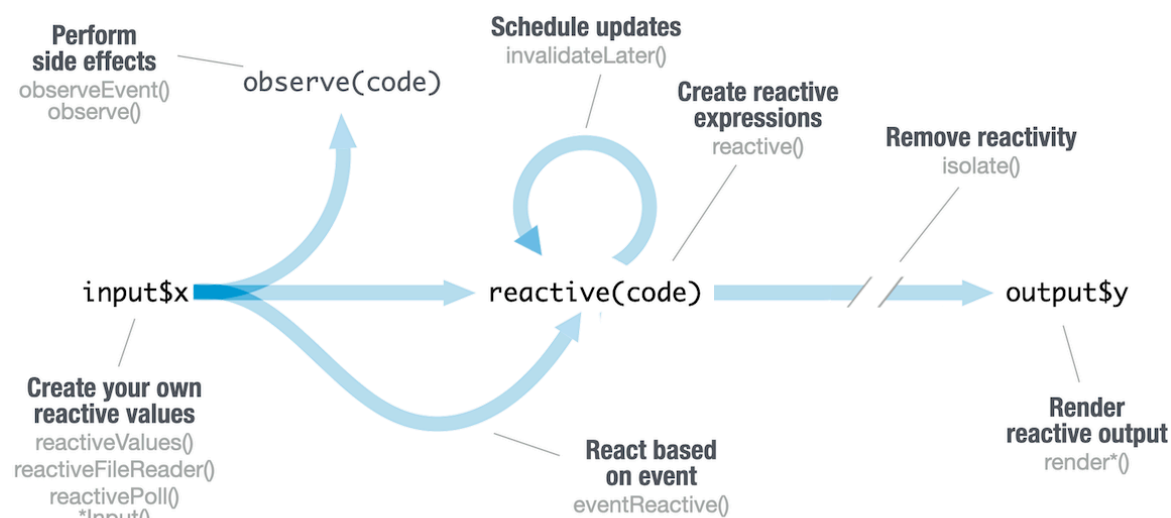 Perform
side effects
observeEvent()
observe()
observe(code)
Schedule updates
invalidateLater()
Create reactive
expressions
reactive()
Remove reactivity
isolate()
input$x
reactive(code)
output$y
Create your own
reactive values
reactiveValues()
reactiveFileReader()
reactivePoll()
*Input()
React based
on event
eventReactive()
Render
reactive output
render*()